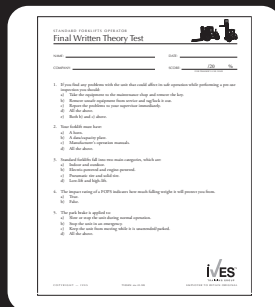 STANDARD FORKLIFTS OPERATOR
Final Written Theory Test
NAME:
DATE:
COMPANY:
SCORE: /20 %
1. If you find any problems with the unit that could affect its safe operation while performing a pre-use
inspection you should:
a) Take the equipment to the maintenance shop and remove the key.
b) Remove unsafe equipment from service and tag/lock it out.
c) Report the problems to your supervisor immediately.
d) All the above.
e) Both b) and c) above.
2. Your forklift must have:
a) A horn.
b) A data/capacity plate.
c) Manufacturer's operation manual.
d) All the above.
3. Standard forklifts fall into two main categories, which are:
a) Indoor and outdoor.
b) Electric-powered and engine-powered.
c) Pneumatic tire and solid tire.
d) Low-lift and high-lift.
4. The impact rating of a FOPS indicates how much falling weight it will protect you from.
a) True.
b) False.
5. The park brake is applied to:
a) Slow or stop the unit during normal operation.
b) Stop the unit in an emergency.
c) Keep the unit from moving while it is unattended/parked.
d) All the above.
IVES
TRAINING GROUP